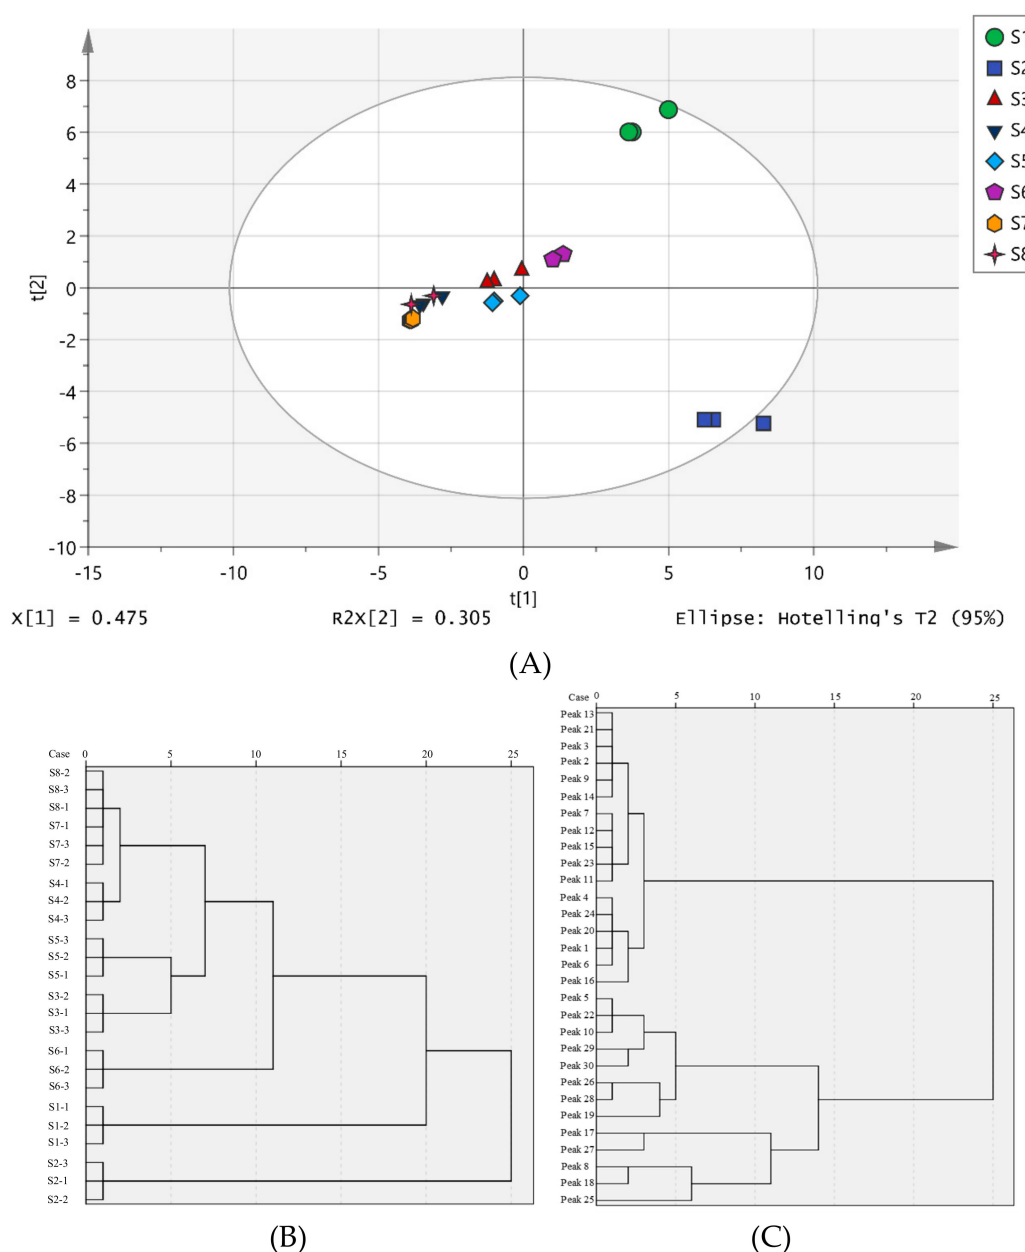 8
6
4
2
0
-2
-4
-6
-8
-10
t[2]
-15 -10 -5 0 5 10
t[1]
S1
S2
S3
S4
S5
S6
S7
S8
X[1] = 0.475 R2X[2] = 0.305 Ellipse: Hotelling's T2 (95%)
(A)
Case 0 5 10 15 20 25
S8-2
S8-3
S8-1
S7-1
S7-3
S7-2
S4-1
S4-2
S4-3
S5-3
S5-2
S5-1
S3-2
S3-1
S3-3
S6-1
S6-2
S6-3
S1-1
S1-2
S1-3
S2-3
S2-1
S2-2
(B)
Case 0 5 10 15 20 25
Peak 13
Peak 21
Peak 3
Peak 2
Peak 9
Peak 14
Peak 7
Peak 12
Peak 15
Peak 23
Peak 11
Peak 4
Peak 24
Peak 20
Peak 1
Peak 6
Peak 16
Peak 5
Peak 22
Peak 10
Peak 29
Peak 30
Peak 26
Peak 28
Peak 19
Peak 17
Peak 27
Peak 8
Peak 18
Peak 25
(C)